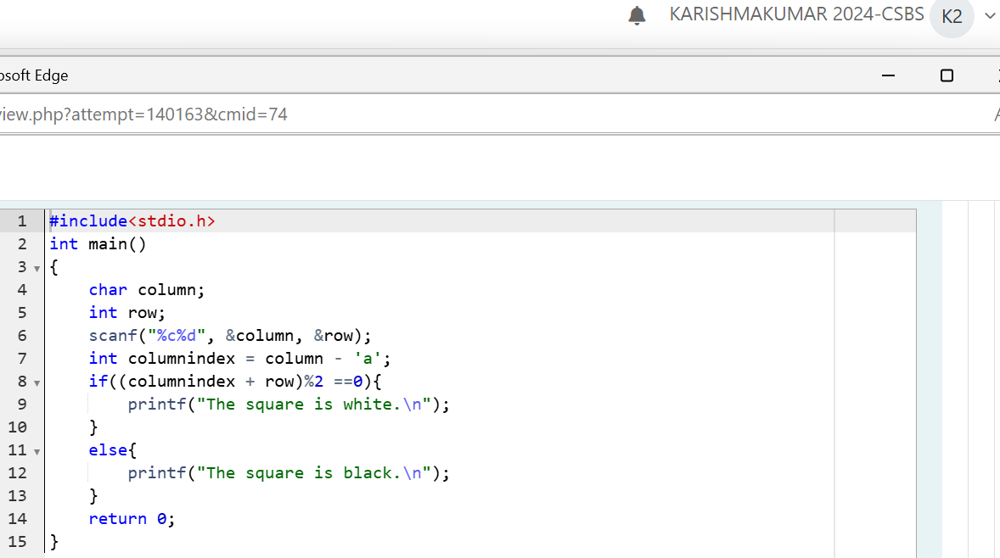 KARISHMAKUMAR 2024-CSBS K2
osoft Edge
view.php?attempt=140163&cmid=74
1 #include<stdio.h>
2 int main()
3 {
4     char column;
5     int row;
6     scanf("%c%d", &column, &row);
7     int columnindex = column - 'a';
8     if((columnindex + row)%2 ==0){
9         printf("The square is white.\n");
10     }
11     else{
12         printf("The square is black.\n");
13     }
14     return 0;
15 }